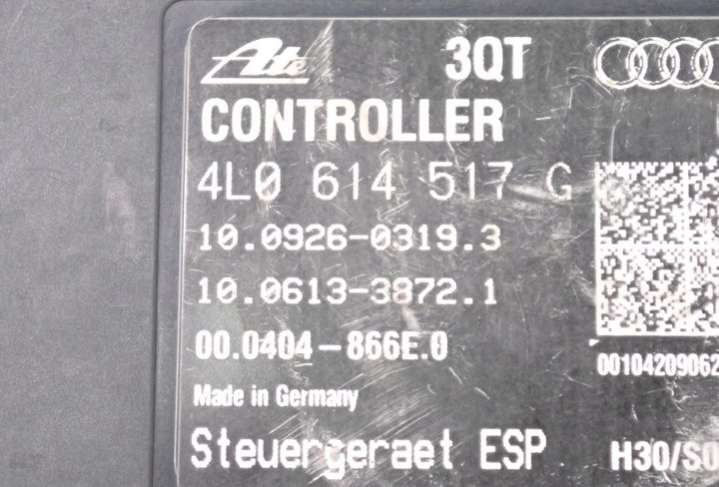 Ate 3QT
CONTROLLER
4L0 614 517 G
10.0926-0319.3
10.0613-3872.1
00.0404-866E.0
00104209062
Made in Germany
Steuergeraet ESP H30/S0